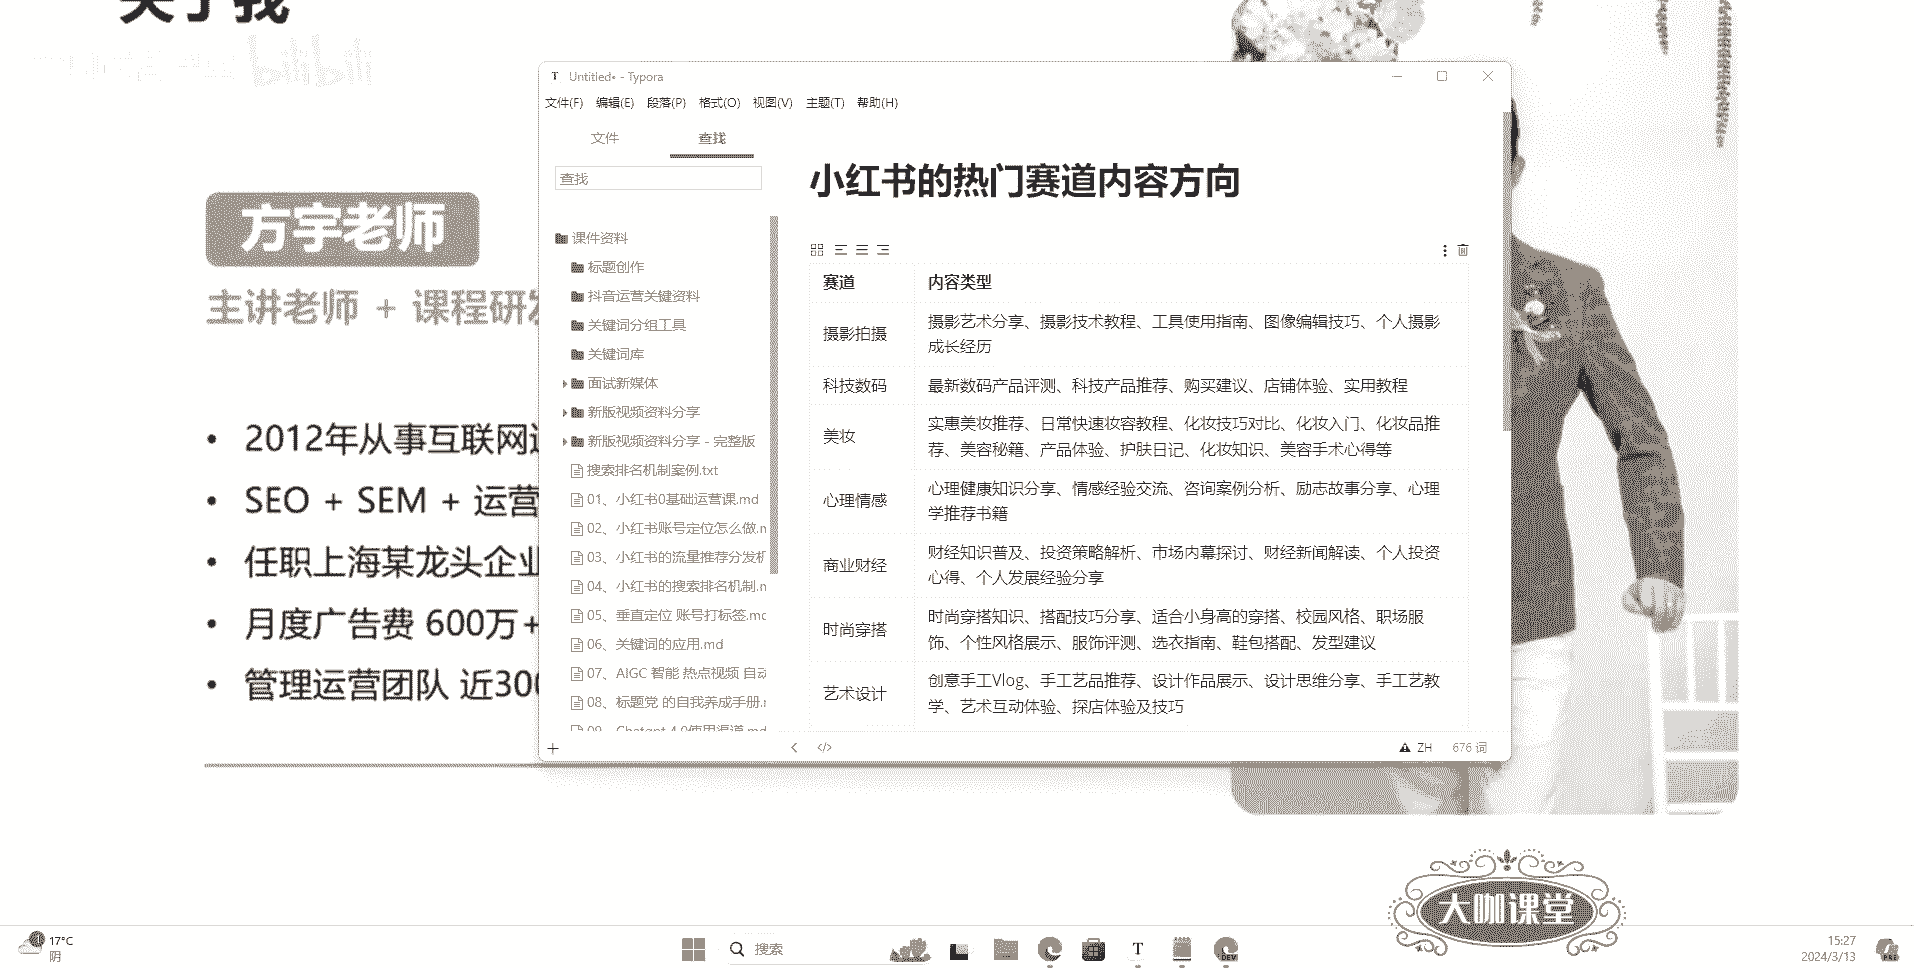 关于我
bilibili
方宇老师
主讲老师 + 课程研发
2012年从事互联网
SEO + SEM + 运营
任职上海某龙头企业
月度广告费 600万+
管理运营团队 近300
Untitled• - Typora
文件(F) 编辑(E) 段落(P) 格式(O) 视图(V) 主题(T) 帮助(H)
文件 查找
查找
课件资料
标题创作
抖音运营关键资料
关键词分组工具
关键词库
面试新媒体
新版视频资料分享
新版视频资料分享 - 完整版
搜索排名机制案例.txt
01、小红书0基础运营课.md
02、小红书账号定位怎么做.m
03、小红书的流量推荐分发机
04、小红书的搜索排名机制.m
05、垂直定位 账号打标签.mc
06、关键词的应用.md
07、AIGC 智能 热点视频 自动
08、标题党 的自我养成手册.r
09、Chatgpt 4.0使用渠道.md
小红书的热门赛道内容方向
赛道 内容类型
摄影拍摄 摄影艺术分享、摄影技术教程、工具使用指南、图像编辑技巧、个人摄影
成长经历
科技数码 最新数码产品评测、科技产品推荐、购买建议、店铺体验、实用教程
美妆 实惠美妆推荐、日常快速妆容教程、化妆技巧对比、化妆入门、化妆品推
荐、美容秘籍、产品体验、护肤日记、化妆知识、美容手术心得等
心理情感 心理健康知识分享、情感经验交流、咨询案例分析、励志故事分享、心理
学推荐书籍
商业财经 财经知识普及、投资策略解析、市场内幕探讨、财经新闻解读、个人投资
心得、个人发展经验分享
时尚穿搭 时尚穿搭知识、搭配技巧分享、适合小身高的穿搭、校园风格、职场服
饰、个性风格展示、服饰评测、选衣指南、鞋包搭配、发型建议
艺术设计 创意手工Vlog、手工艺品推荐、设计作品展示、设计思维分享、手工艺教
学、艺术互动体验、探店体验及技巧
ZH 676 词
大咖课堂
17°C
阴
搜索
DEV
15:27
2024/3/13
PRE